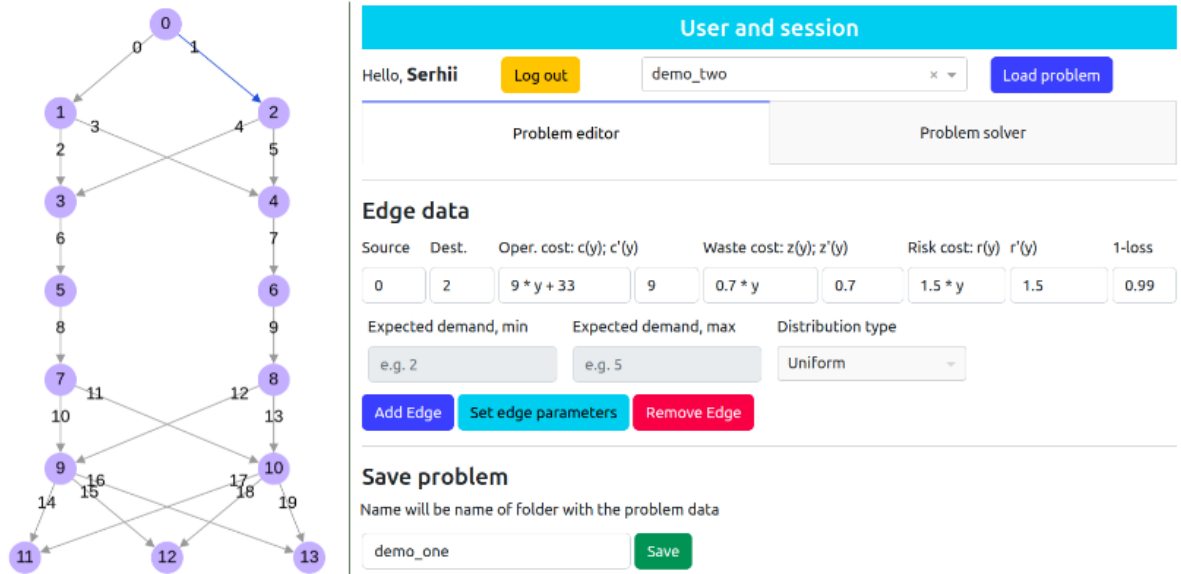 0
0 1
1 2
3 4
2 5
3 4
6 7
5 6
8 9
7 8
11 12
10 13
9 10
16 17
15 18
14 19
11 12 13
User and session
Hello, Serhii Log out demo_two × Load problem
Problem editor Problem solver
Edge data
Source Dest. Oper. cost: c(y); c'(y) Waste cost: z(y); z'(y) Risk cost: r(y) r'(y) 1-loss
0 2 9 * y + 33 9 0.7 * y 0.7 1.5 * y 1.5 0.99
Expected demand, min Expected demand, max Distribution type
e.g. 2 e.g. 5 Uniform
Add Edge Set edge parameters Remove Edge
Save problem
Name will be name of folder with the problem data
demo_one Save